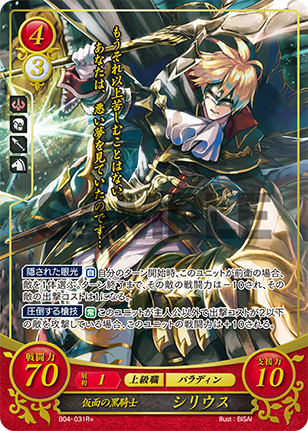 4
3
もうそれ以上苦しむことはない
あなたは、悪い夢を見ていたのです…
SAMPLE
隠された眼光 自 自分のターン開始時、このユニットが前衛の場合、
敵を1体選ぶ。ターン終了まで、その敵の戦闘力は－10され、その
敵の出撃コストは1になる。
圧倒する槍技 常 このユニットが主人公以外で出撃コストが2以下
の敵を攻撃している場合、このユニットの戦闘力は＋10される。
戦闘力
70
射程 1 上級職 パラディン
支援力
10
仮面の黒騎士 シリウス
B04-031R+
Illust：BISAI